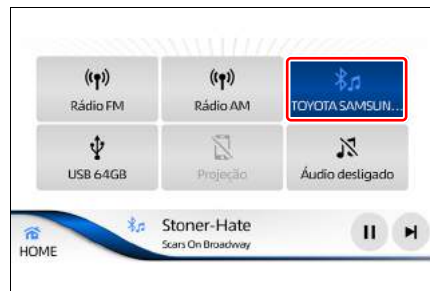 Rádio FM
Rádio AM
TOYOTA SAMSUN...
USB 64GB
Projeção
Áudio desligado
Stoner-Hate
Scars On Broadway
HOME